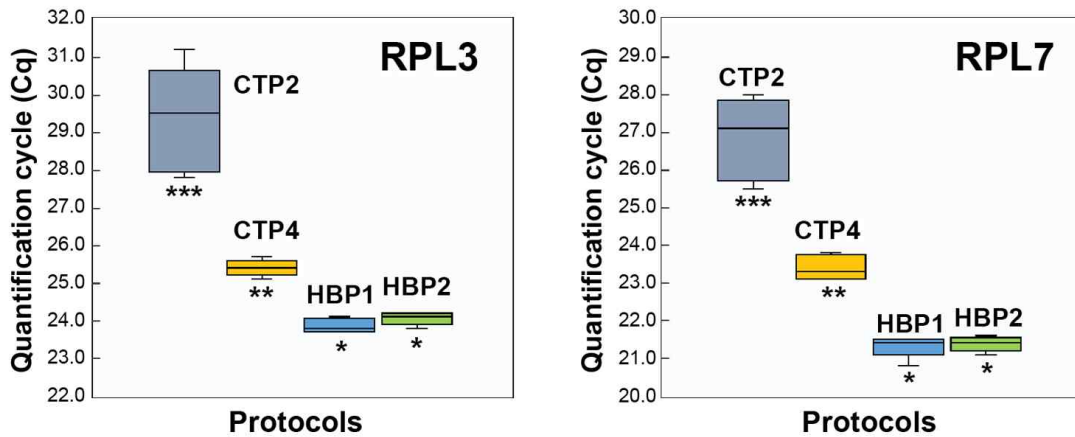 Quantification cycle (Cq)
32.0
31.0
30.0
29.0
28.0
27.0
26.0
25.0
24.0
23.0
22.0
RPL3
CTP2
***
CTP4
**
HBP1
*
HBP2
*
Protocols
Quantification cycle (Cq)
30.0
29.0
28.0
27.0
26.0
25.0
24.0
23.0
22.0
21.0
20.0
RPL7
CTP2
***
CTP4
**
HBP1
*
HBP2
*
Protocols